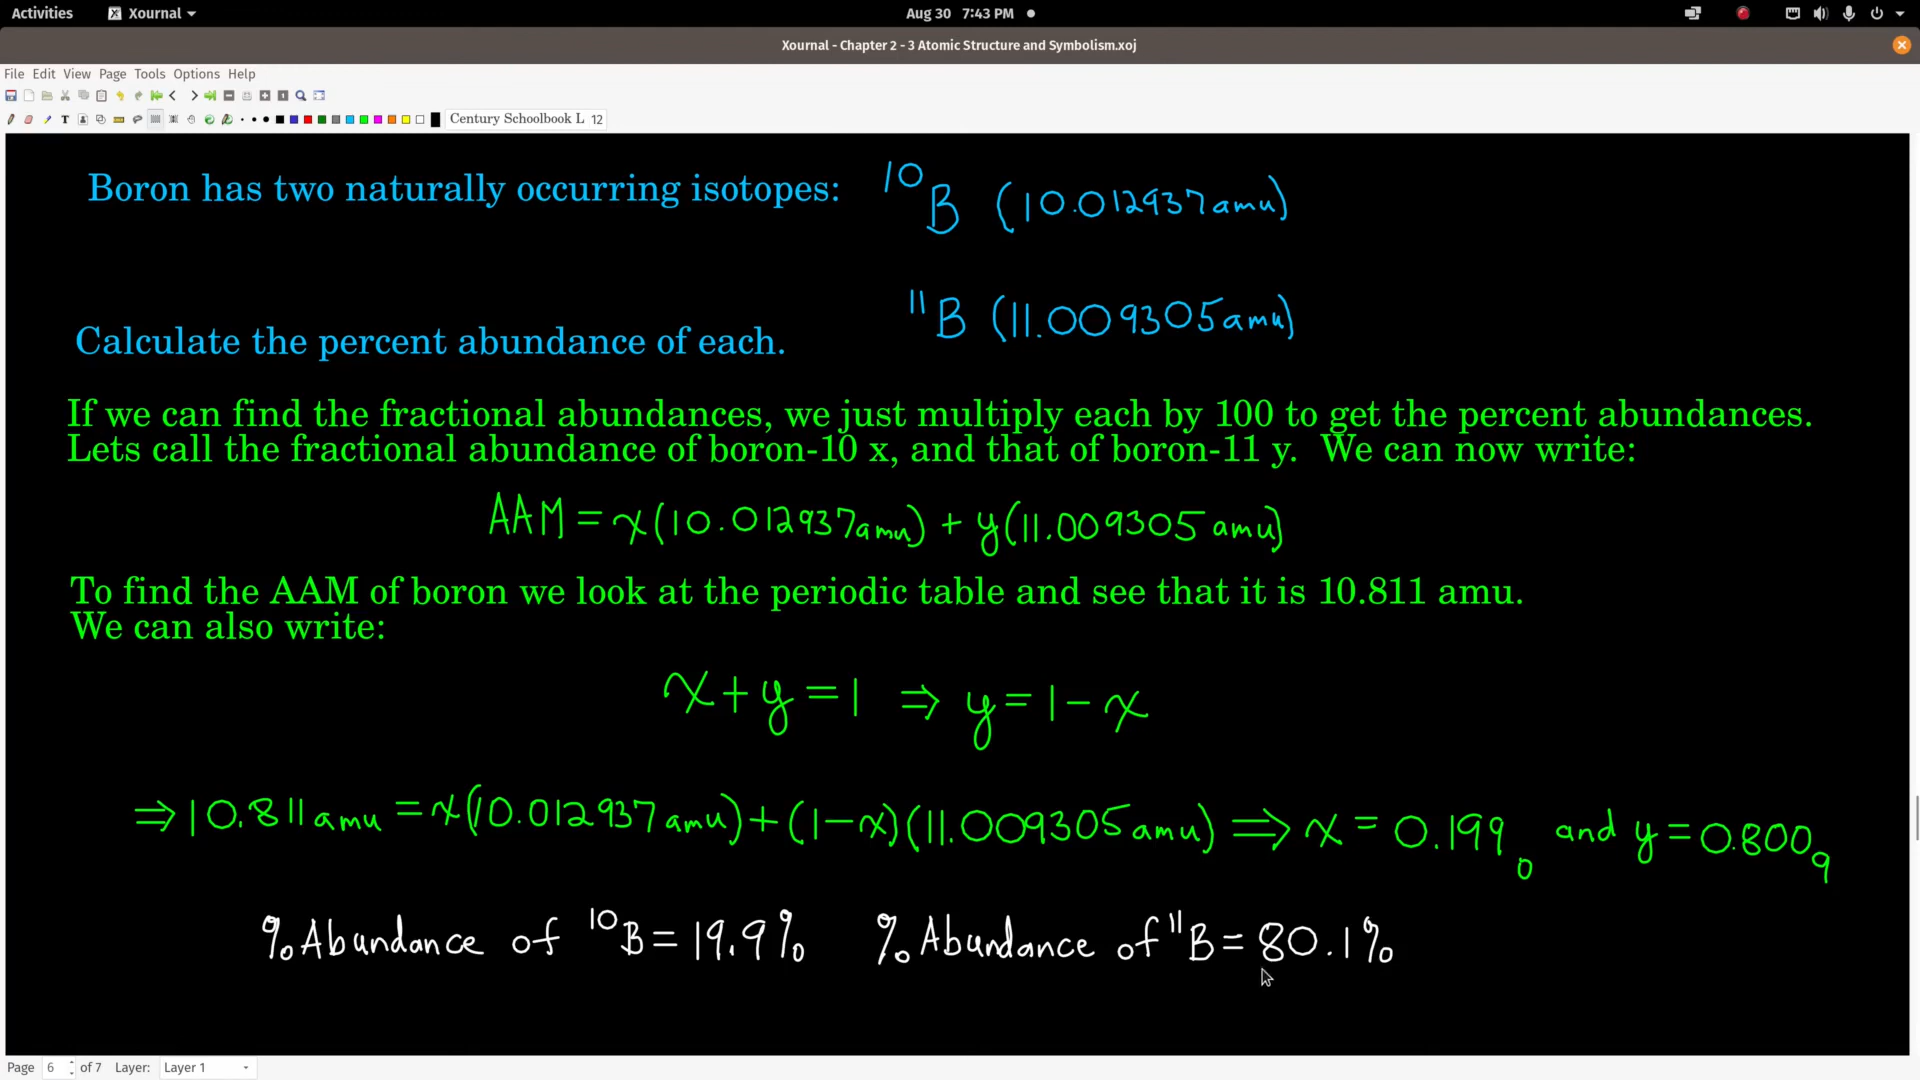 Activities Xournal Aug 30 7:43 PM
Xournal - Chapter 2 - 3 Atomic Structure and Symbolism.xoj
File Edit View Page Tools Options Help
Century Schoolbook L 12
Boron has two naturally occurring isotopes: ¹⁰B (10.012937amu)
¹¹B (11.009305amu)
Calculate the percent abundance of each.
If we can find the fractional abundances, we just multiply each by 100 to get the percent abundances.
Lets call the fractional abundance of boron-10 x, and that of boron-11 y. We can now write:
AAM = x(10.012937amu) + y(11.009305 amu)
To find the AAM of boron we look at the periodic table and see that it is 10.811 amu.
We can also write:
x + y = 1 ⇒ y = 1 - x
⇒ 10.811 amu = x(10.012937 amu) + (1-x)(11.009305 amu) ⟹ x = 0.199₀ and y = 0.800₉
% Abundance of ¹⁰B = 19.9% % Abundance of ¹¹B = 80.1%
Page 6 of 7 Layer: Layer 1